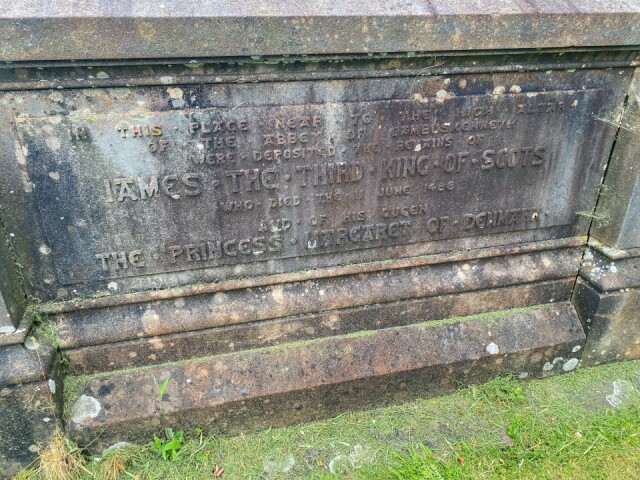 IN · THIS · PLACE · NEAR · TO · THE · HIGH · ALTAR
OF · THE · ABBEY · OF · CAMBUSKENNETH
WERE · DEPOSITED · THE · REMAINS · OF
JAMES · THE · THIRD · KING · OF · SCOTS
WHO · DIED · THE JUNE 1488
AND · OF · HIS · QUEEN
THE · PRINCESS · MARGARET · OF · DENMARK